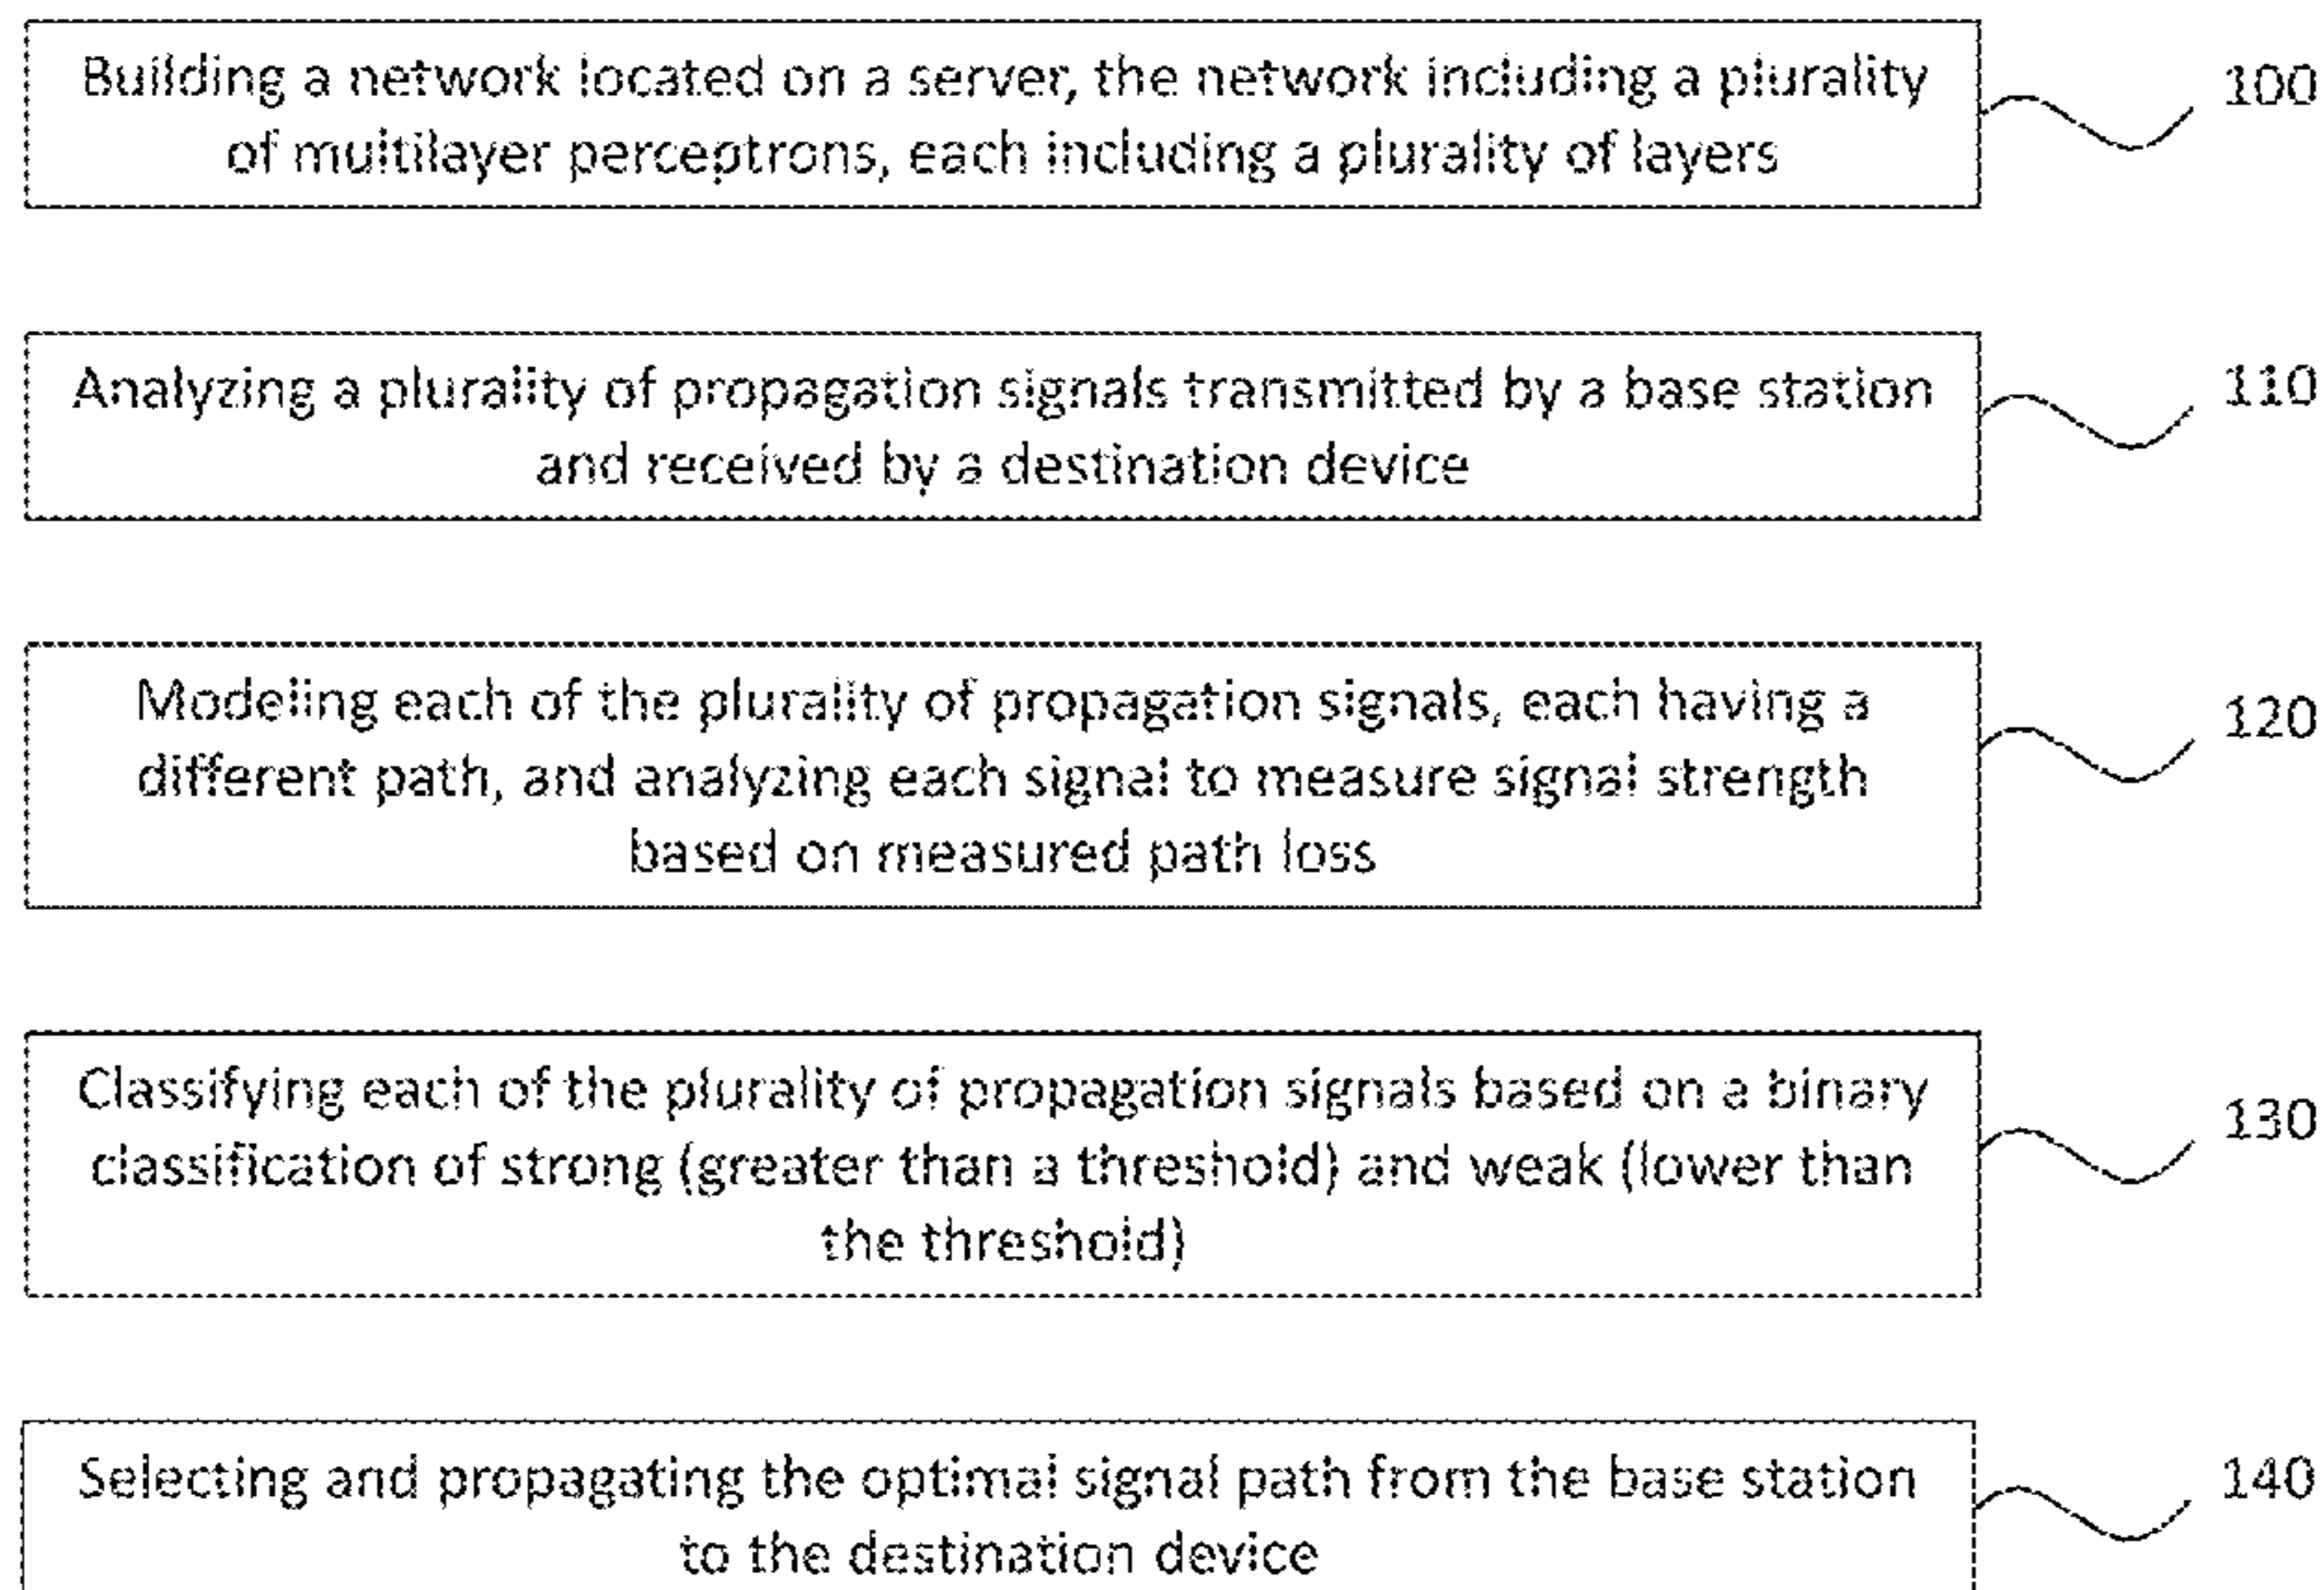 Building a network located on a server, the network including a plurality
of multilayer perceptrons, each including a plurality of layers
100
Analyzing a plurality of propagation signals transmitted by a base station
and received by a destination device
110
Modeling each of the plurality of propagation signals, each having a
different path, and analyzing each signal to measure signal strength
based on measured path loss
120
Classifying each of the plurality of propagation signals based on a binary
classification of strong (greater than a threshold) and weak (lower than
the threshold)
130
Selecting and propagating the optimal signal path from the base station
to the destination device
140